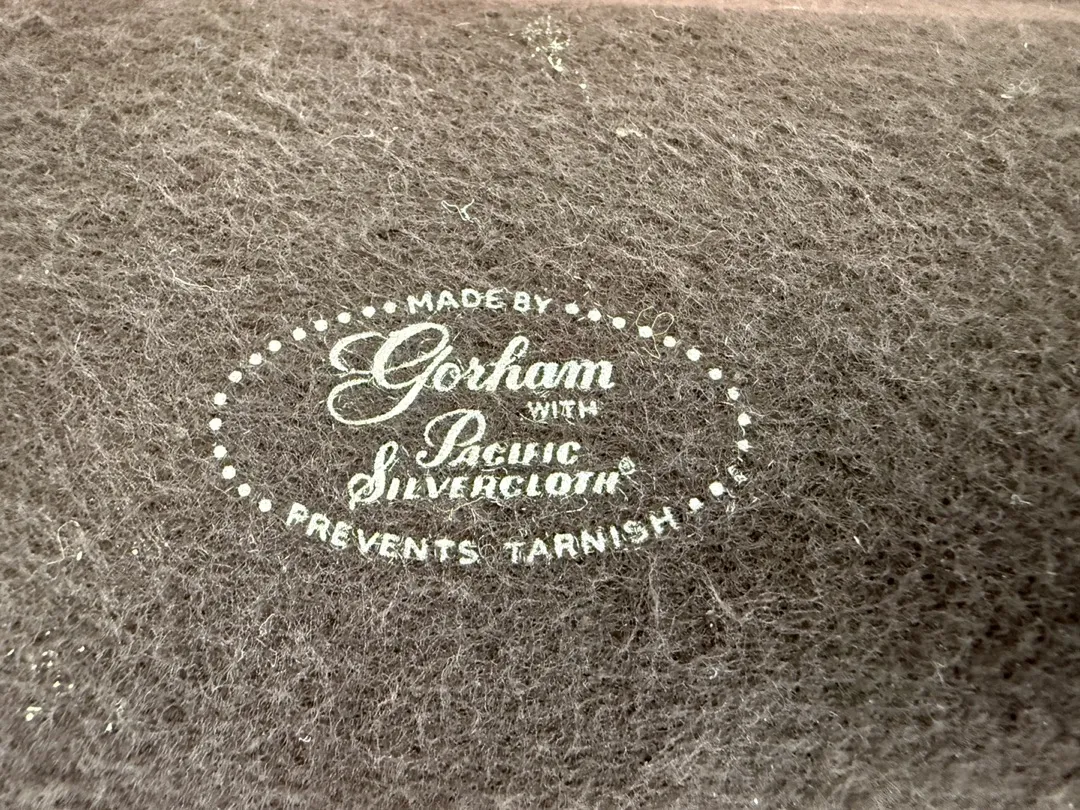 MADE BY
Gorham
WITH
PACIFIC
SILVERCLOTH®
PREVENTS TARNISH